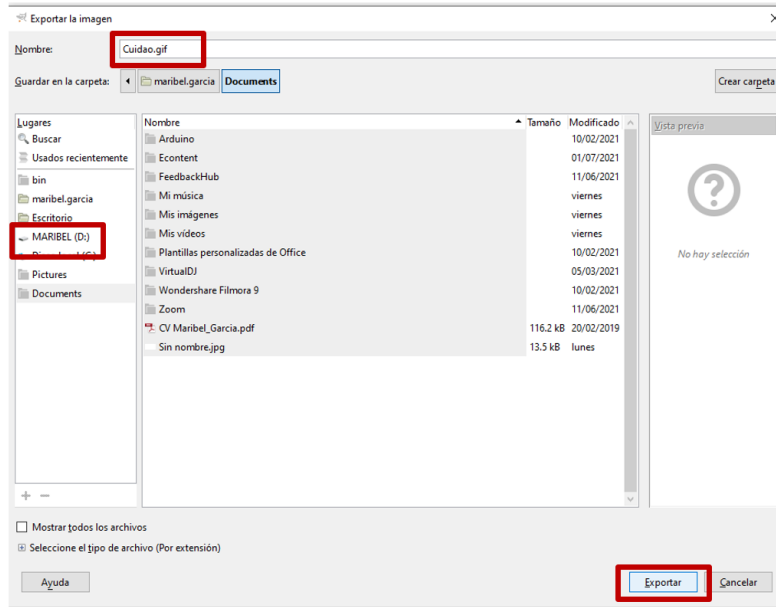 Exportar la imagen
Nombre: Cuidao.gif
Guardar en la carpeta: maribel.garcia Documents Crear carpeta
Lugares Nombre Tamaño Modificado Vista previa
Buscar Arduino 10/02/2021
Usados recientemente Econtent 01/07/2021
bin FeedbackHub 11/06/2021
maribel.garcia Mi música viernes
Escritorio Mis imágenes viernes
MARIBEL (D:) Mis vídeos viernes
Plantillas personalizadas de Office 10/02/2021 No hay selección
Pictures VirtualDJ 05/03/2021
Documents Wondershare Filmora 9 10/02/2021
Zoom 11/06/2021
CV Maribel_Garcia.pdf 116.2 kB 20/02/2019
Sin nombre.jpg 13.5 kB lunes
Mostrar todos los archivos
Seleccione el tipo de archivo (Por extensión)
Ayuda Exportar Cancelar